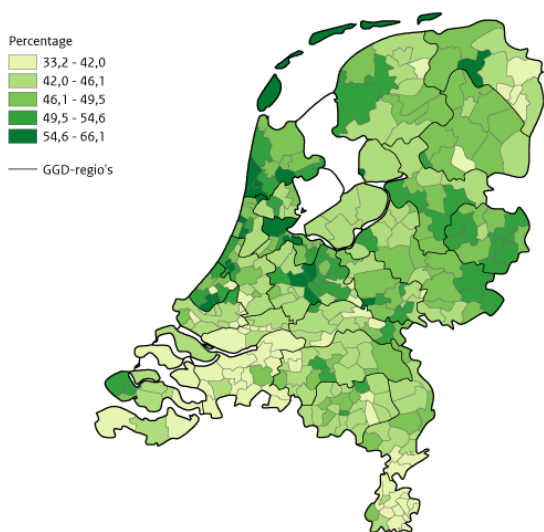 Percentage
33,2 - 42,0
42,0 - 46,1
46,1 - 49,5
49,5 - 54,6
54,6 - 66,1
GGD-regio's